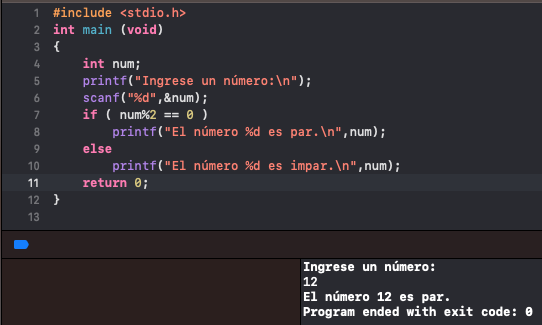 1 #include <stdio.h>
2 int main (void)
3 {
4     int num;
5     printf("Ingrese un número:\n");
6     scanf("%d",&num);
7     if ( num%2 == 0 )
8         printf("El número %d es par.\n",num);
9     else
10         printf("El número %d es impar.\n",num);
11     return 0;
12 }
13
Ingrese un número:
12
El número 12 es par.
Program ended with exit code: 0